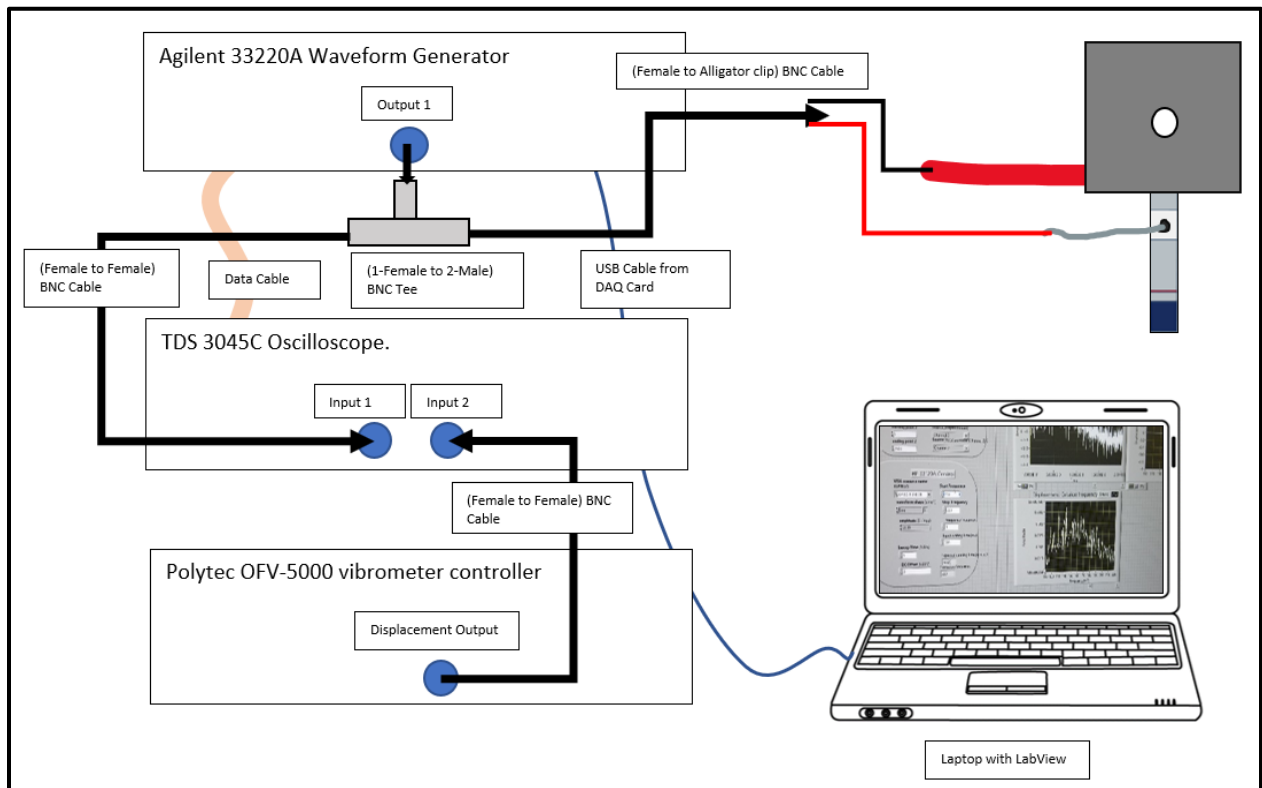 Agilent 33220A Waveform Generator
(Female to Alligator clip) BNC Cable
Output 1
(Female to Female)
BNC Cable
Data Cable
(1-Female to 2-Male)
BNC Tee
USB Cable from
DAQ Card
TDS 3045C Oscilloscope.
Input 1
Input 2
(Female to Female) BNC
Cable
Polytec OFV-5000 vibrometer controller
Displacement Output
Laptop with LabView